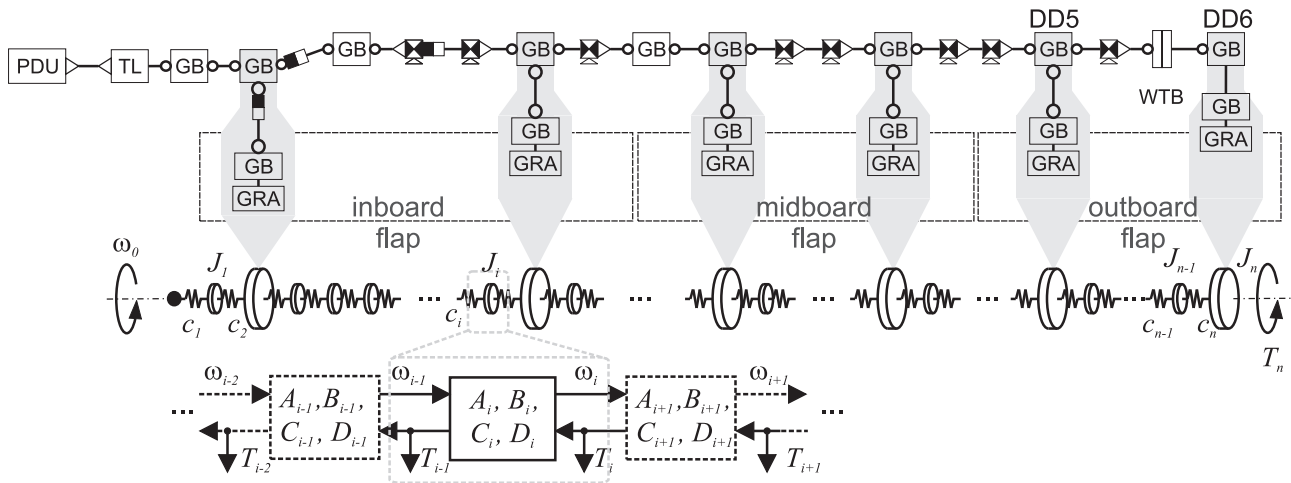 DD5 DD6
PDU TL GB GB GB GB GB GB GB GB GB
WTB
GB GB GB GB GB GB
GRA GRA GRA GRA GRA GRA
inboard flap
midboard flap
outboard flap
ω0 J1 Ji Jn-1 Jn
c1 c2 ci cn-1 cn
Tn
... ... ... ... ...
ωi-2 ωi-1 ωi ωi+1
... Ai-1, Bi-1, Ai, Bi, Ai+1, Bi+1, ...
Ci-1, Di-1 Ci, Di Ci+1, Di+1
Ti-2 Ti-1 Ti Ti+1